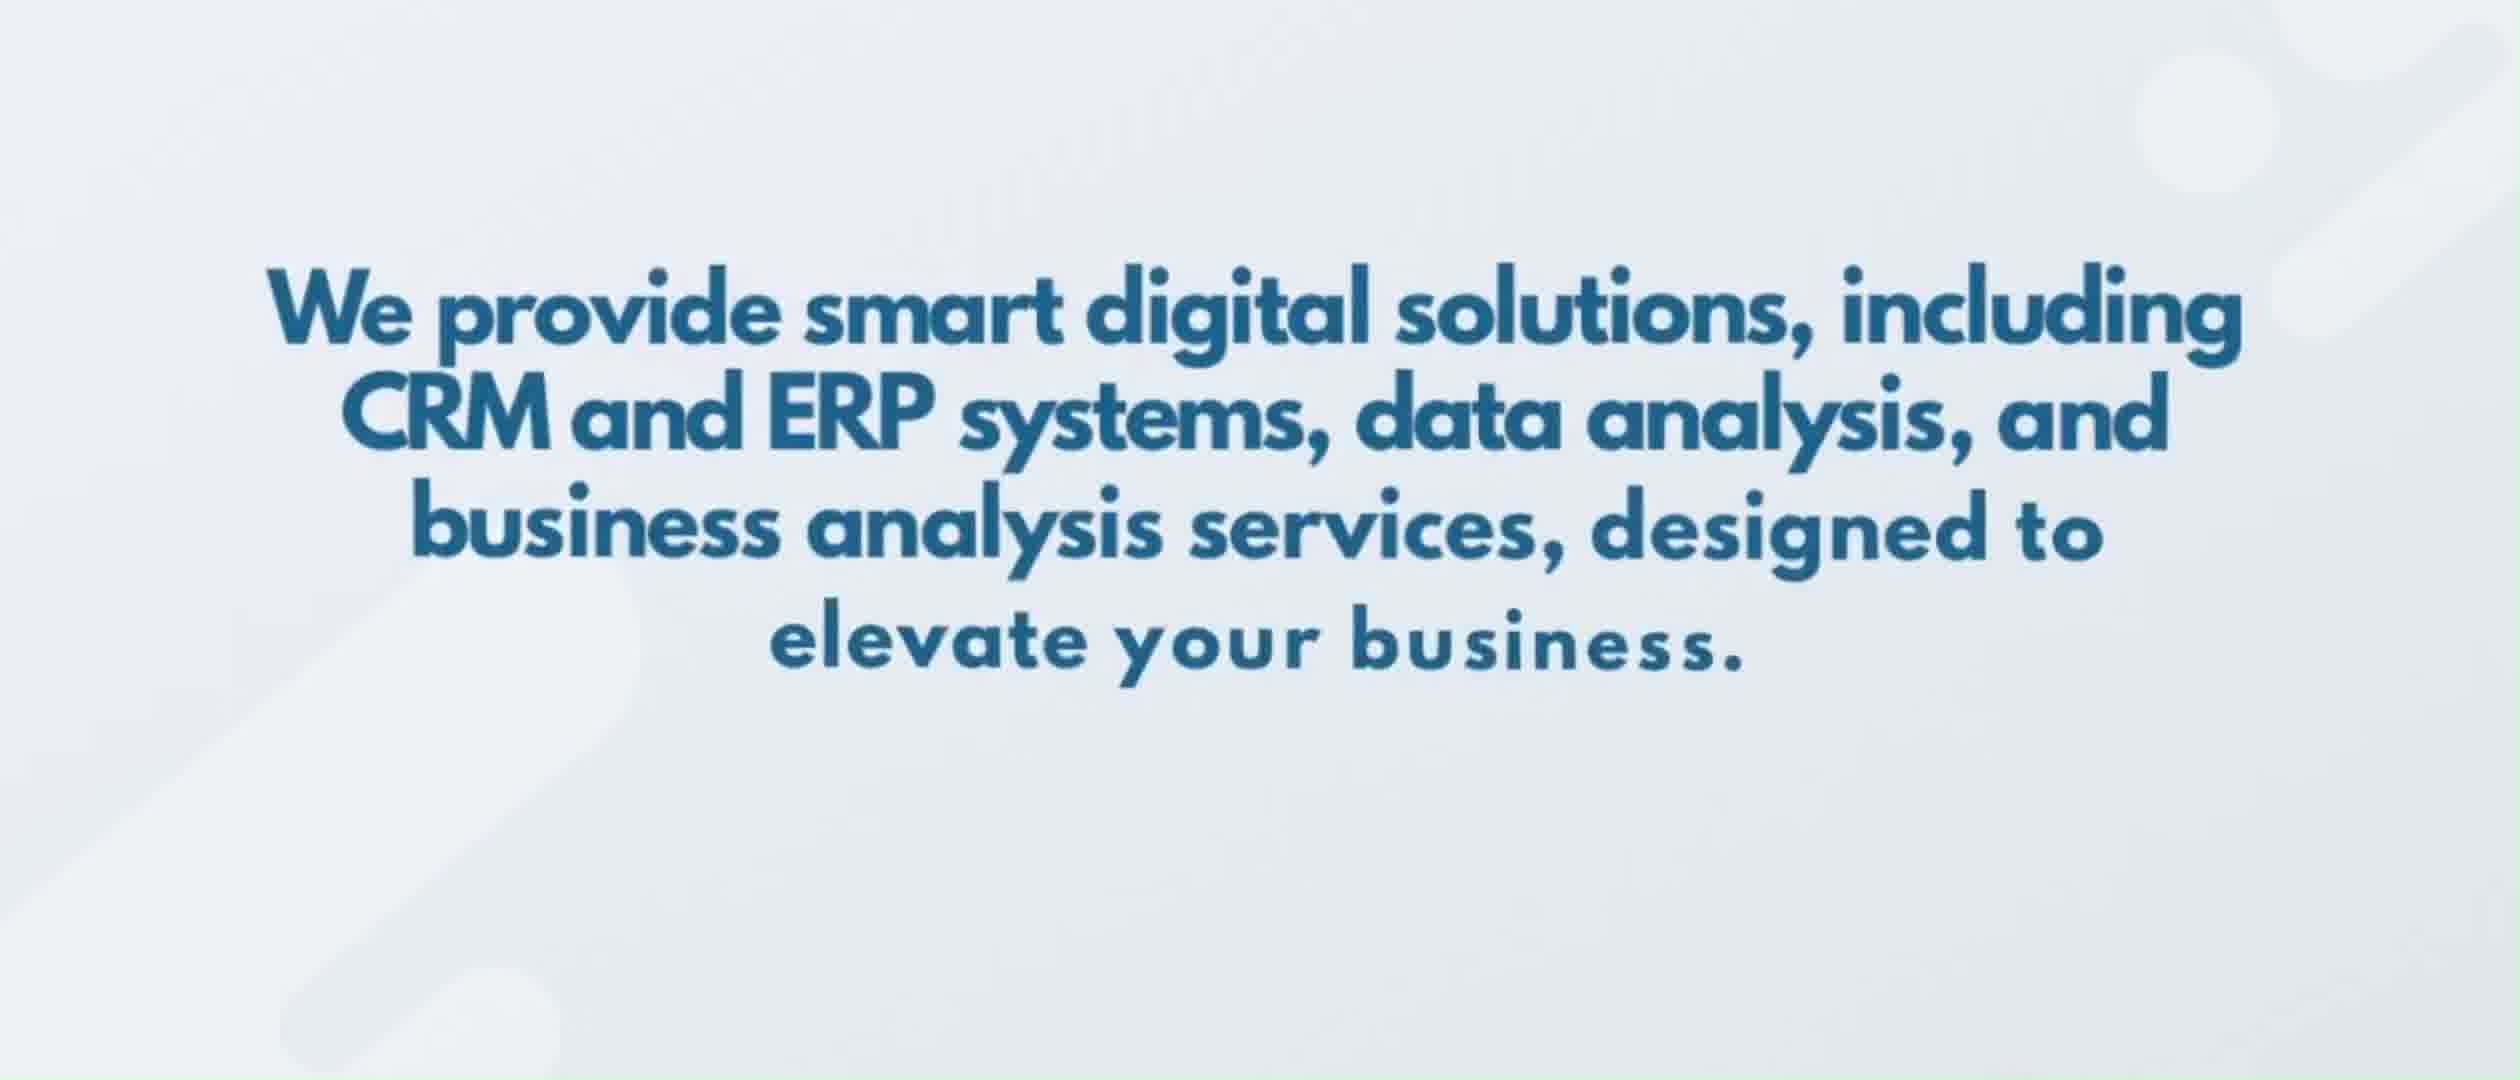 We provide smart digital solutions, including
CRM and ERP systems, data analysis, and
business analysis services, designed to
elevate your business.